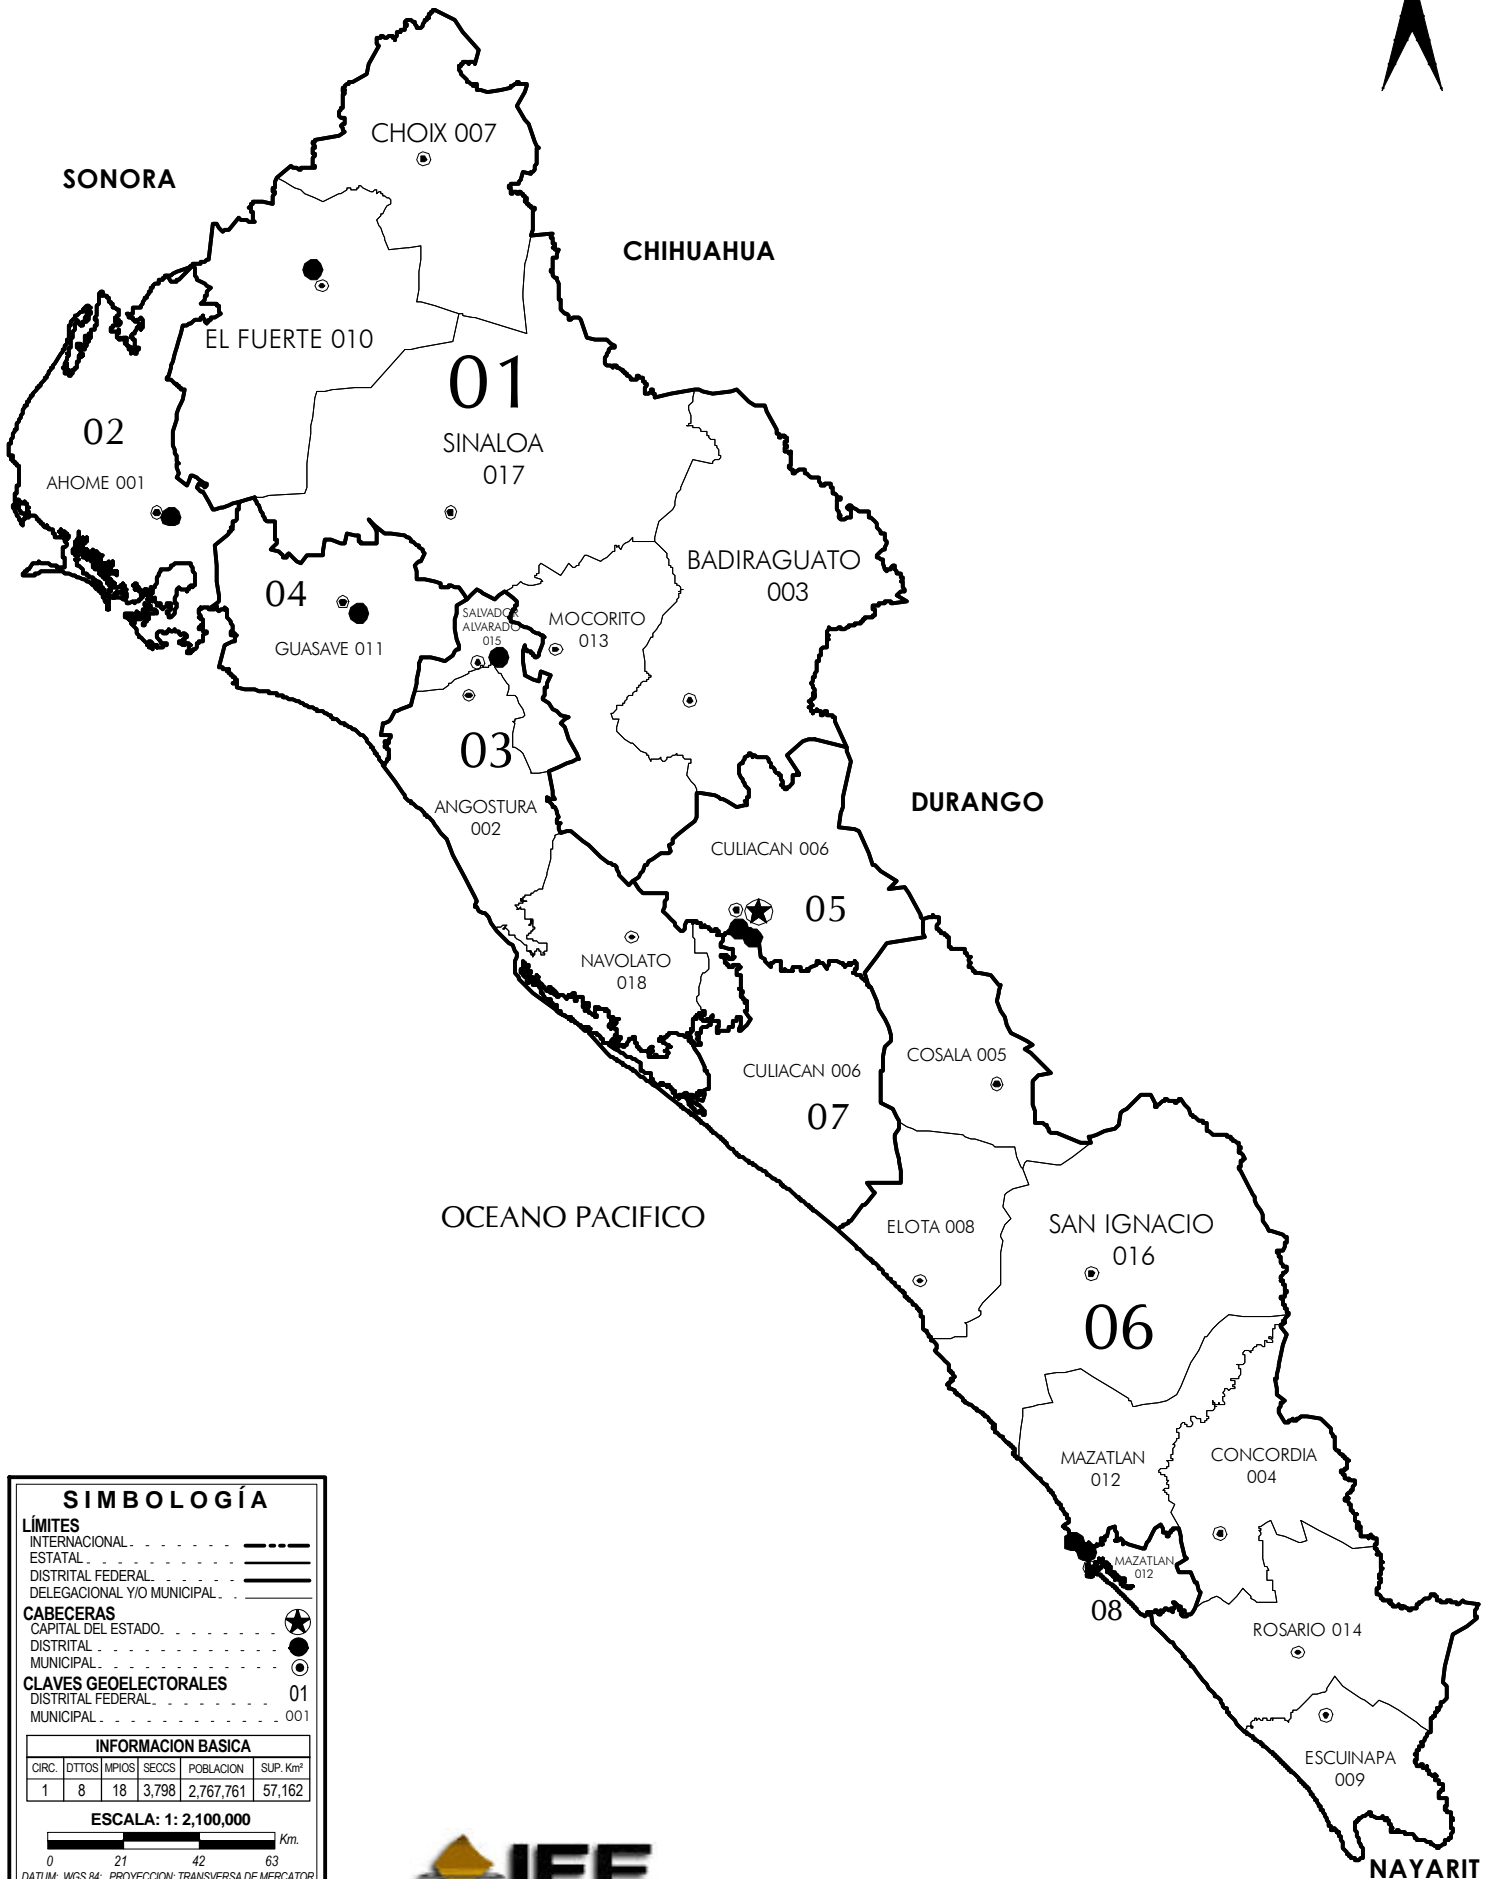 CHOIX 007
SONORA
CHIHUAHUA
EL FUERTE 010
01
SINALOA
017
02
AHOME 001
BADIRAGUATO
003
04
GUASAVE 011
SALVADOR
ALVARADO
015
MOCORITO
013
03
ANGOSTURA
002
DURANGO
CULIACAN 006
05
NAVOLATO
018
COSALA 005
CULIACAN 006
07
OCEANO PACIFICO
ELOTA 008
SAN IGNACIO
016
06
MAZATLAN
012
CONCORDIA
004
MAZATLAN
012
08
ROSARIO 014
ESCUINAPA
009
NAYARIT
SIMBOLOGÍA
LÍMITES
INTERNACIONAL
ESTATAL
DISTRITAL FEDERAL
DELEGACIONAL Y/O MUNICIPAL
CABECERAS
CAPITAL DEL ESTADO
DISTRITAL
MUNICIPAL
CLAVES GEOELECTORALES
DISTRITAL FEDERAL 01
MUNICIPAL 001
INFORMACION BASICA
CIRC. DTTOS MPIOS SECCS POBLACION SUP. Km²
1 8 18 3,798 2,767,761 57,162
ESCALA: 1: 2,100,000
Km.
0 21 42 63
DATUM: WGS 84; PROYECCION: TRANSVERSA DE MERCATOR
IFE